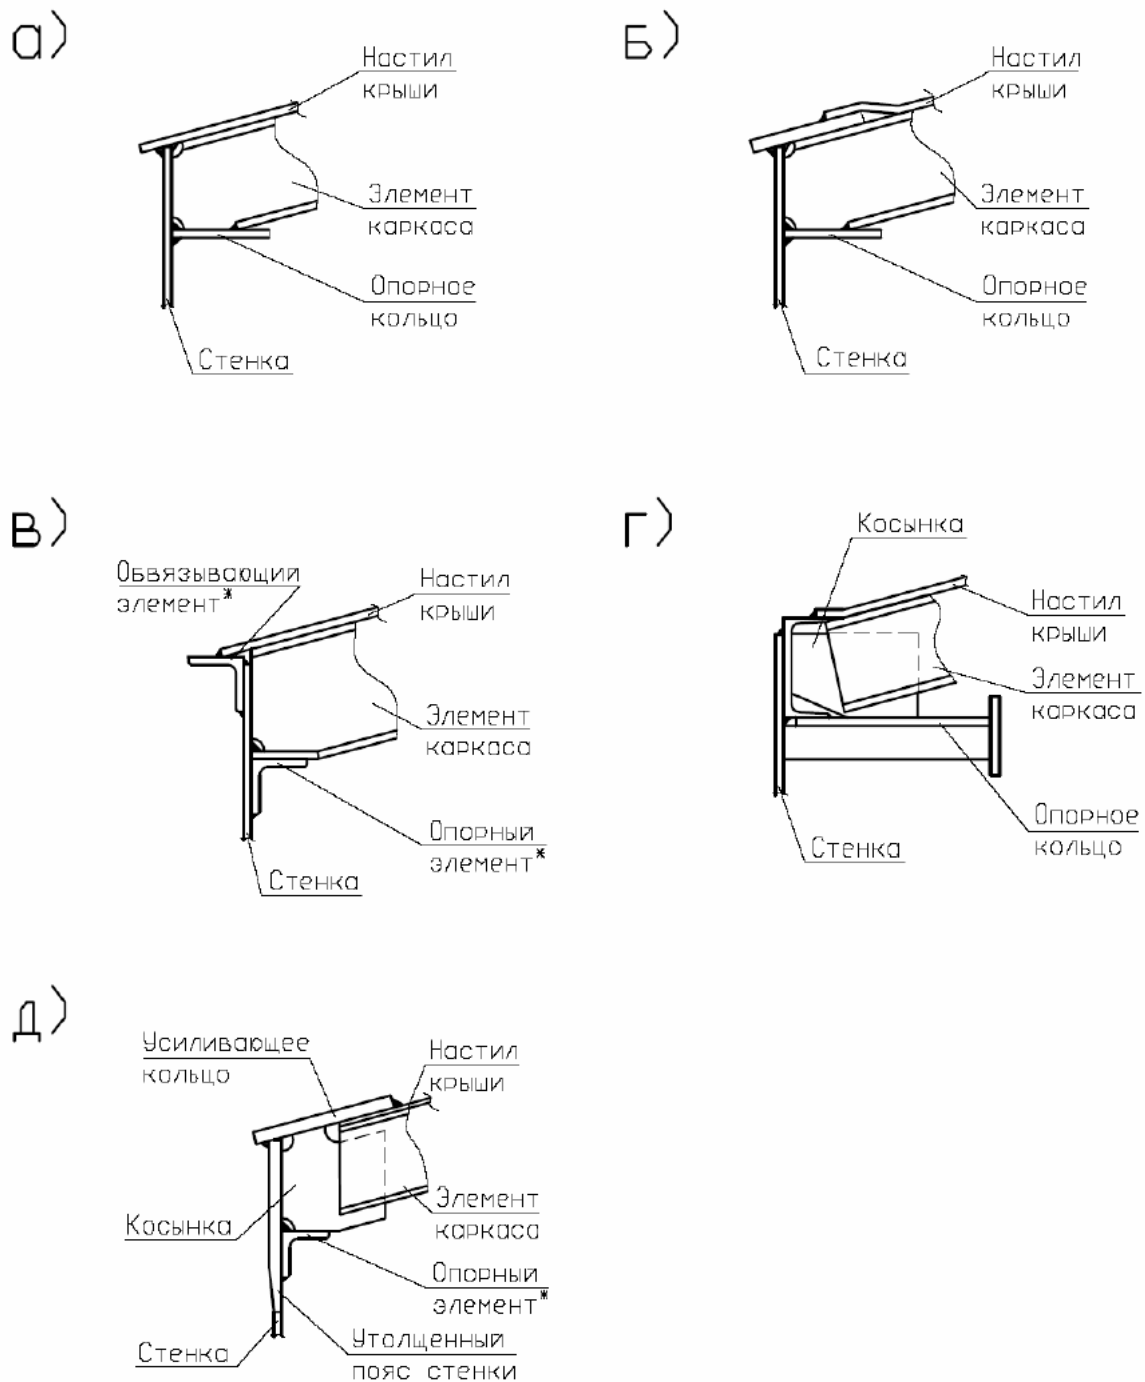 а)
Настил
крыши
Элемент
каркаса
Опорное
кольцо
Стенка
Б)
Настил
крыши
Элемент
каркаса
Опорное
кольцо
Стенка
в)
Обвязывающий
элемент*
Настил
крыши
Элемент
каркаса
Опорный
элемент*
Стенка
г)
Косынка
Настил
крыши
Элемент
каркаса
Опорное
кольцо
Стенка
д)
Усиливающее
кольцо
Настил
крыши
Элемент
каркаса
Косынка
Опорный
элемент*
Стенка
Утолщенный
пояс стенки